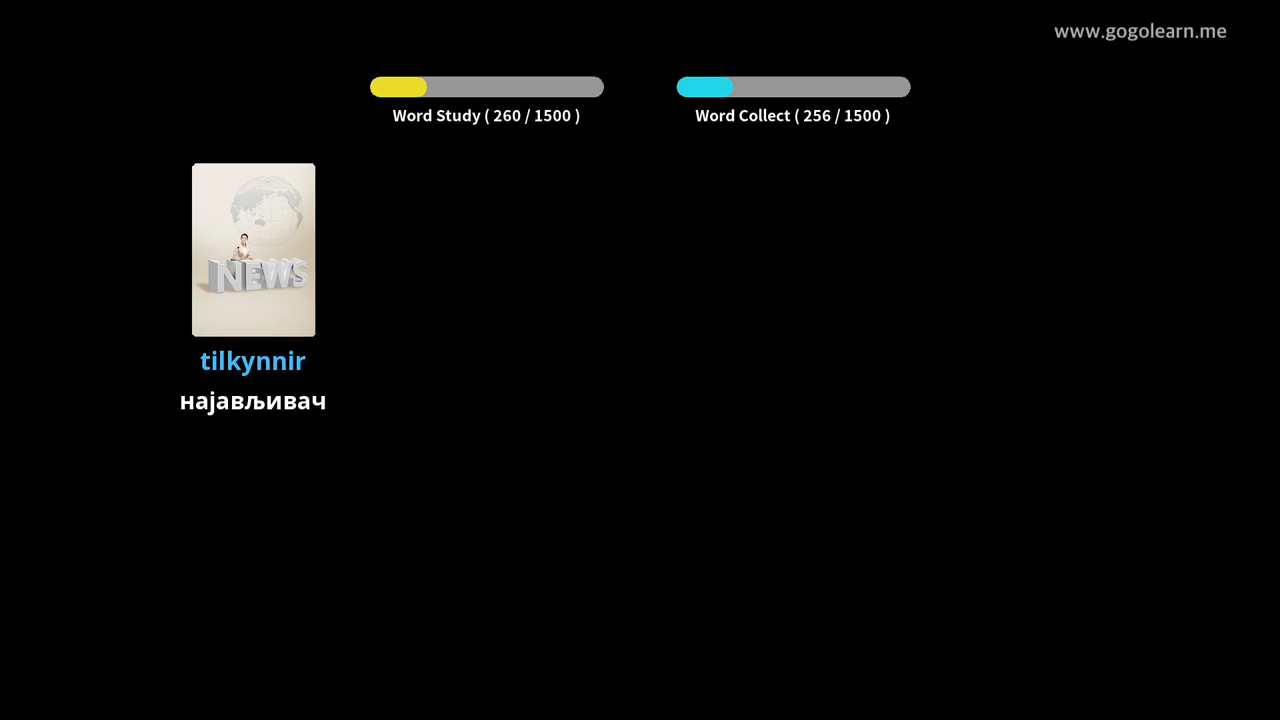 www.gogolearn.me
Word Study ( 260 / 1500 )
Word Collect ( 256 / 1500 )
NEWS
tilkynnir
најављивач